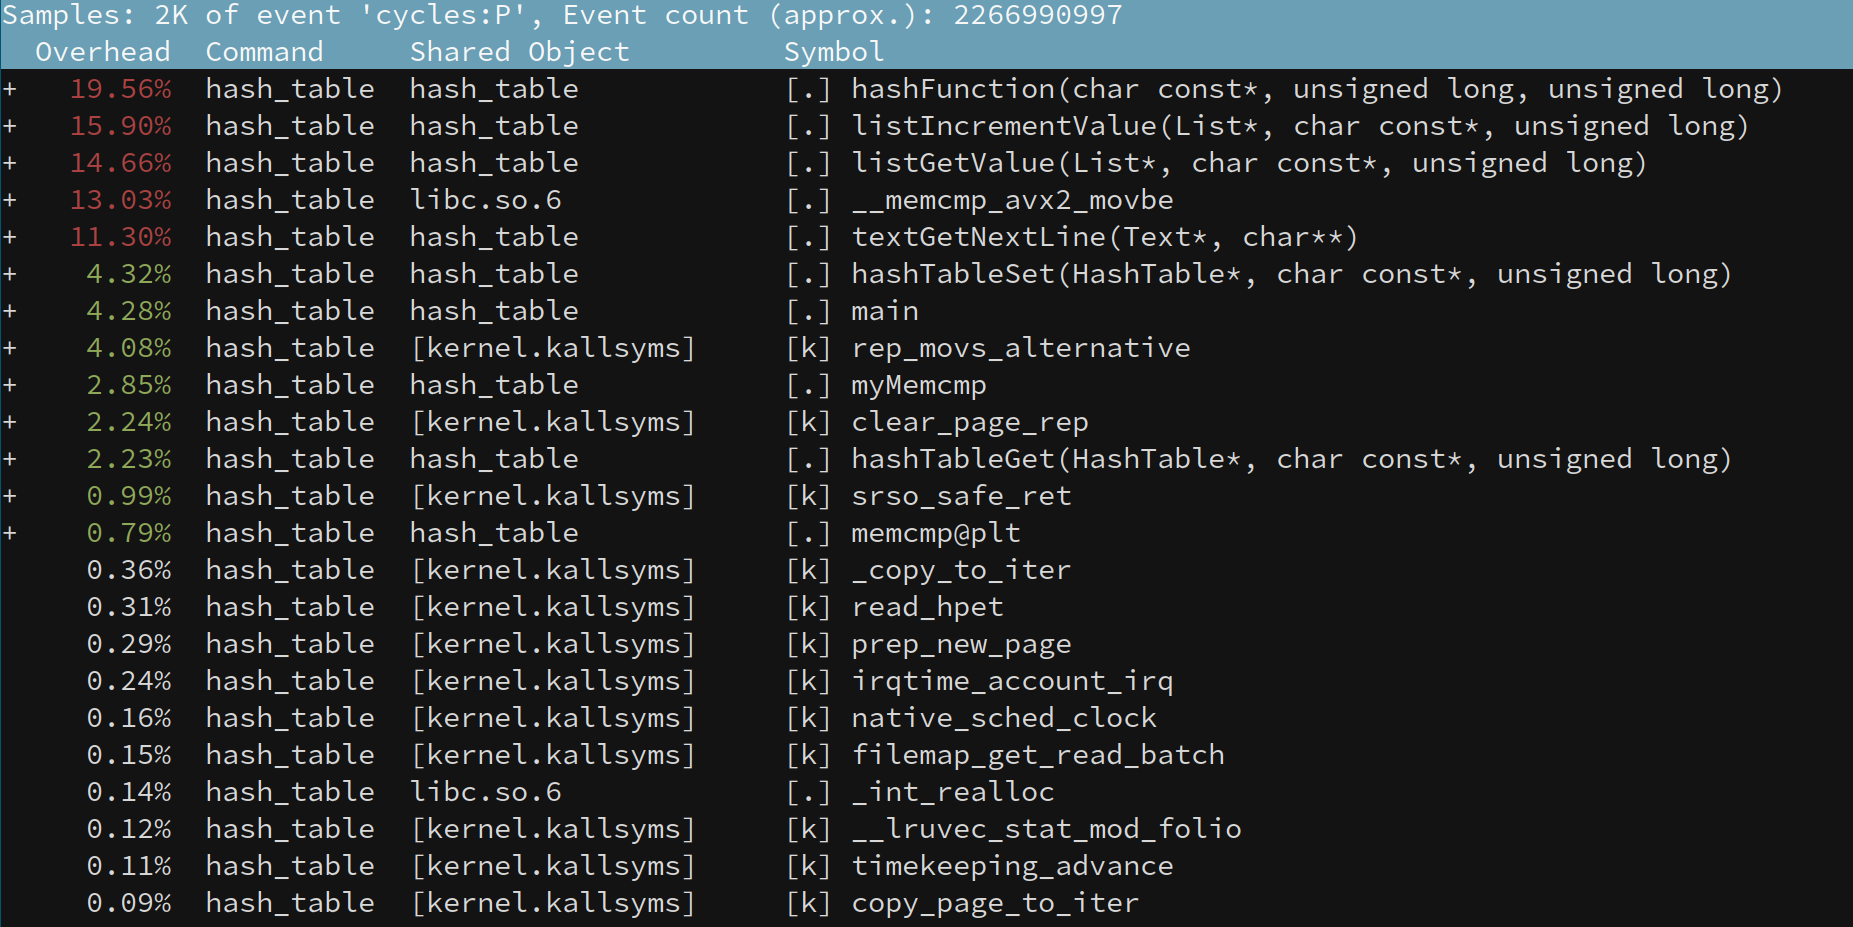 Samples: 2K of event 'cycles:P', Event count (approx.): 2266990997
Overhead  Command  Shared Object  Symbol
+ 19.56% hash_table hash_table [.] hashFunction(char const*, unsigned long, unsigned long)
+ 15.90% hash_table hash_table [.] listIncrementValue(List*, char const*, unsigned long)
+ 14.66% hash_table hash_table [.] listGetValue(List*, char const*, unsigned long)
+ 13.03% hash_table libc.so.6 [.] __memcmp_avx2_movbe
+ 11.30% hash_table hash_table [.] textGetNextLine(Text*, char**)
+ 4.32% hash_table hash_table [.] hashTableSet(HashTable*, char const*, unsigned long)
+ 4.28% hash_table hash_table [.] main
+ 4.08% hash_table [kernel.kallsyms] [k] rep_movs_alternative
+ 2.85% hash_table hash_table [.] myMemcmp
+ 2.24% hash_table [kernel.kallsyms] [k] clear_page_rep
+ 2.23% hash_table hash_table [.] hashTableGet(HashTable*, char const*, unsigned long)
+ 0.99% hash_table [kernel.kallsyms] [k] srso_safe_ret
+ 0.79% hash_table hash_table [.] memcmp@plt
0.36% hash_table [kernel.kallsyms] [k] _copy_to_iter
0.31% hash_table [kernel.kallsyms] [k] read_hpet
0.29% hash_table [kernel.kallsyms] [k] prep_new_page
0.24% hash_table [kernel.kallsyms] [k] irqtime_account_irq
0.16% hash_table [kernel.kallsyms] [k] native_sched_clock
0.15% hash_table [kernel.kallsyms] [k] filemap_get_read_batch
0.14% hash_table libc.so.6 [.] _int_realloc
0.12% hash_table [kernel.kallsyms] [k] __lruvec_stat_mod_folio
0.11% hash_table [kernel.kallsyms] [k] timekeeping_advance
0.09% hash_table [kernel.kallsyms] [k] copy_page_to_iter